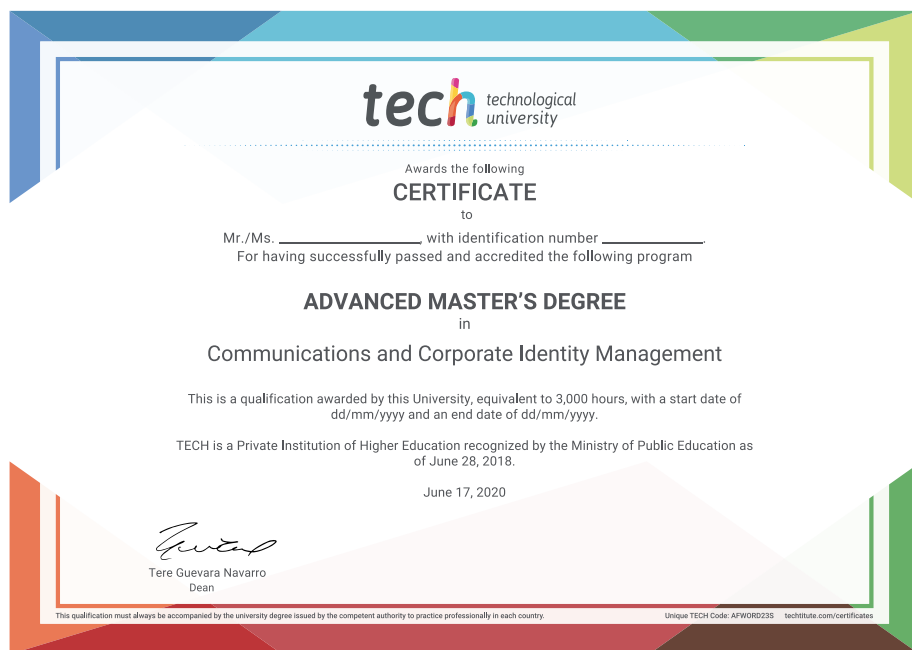 tech technological
university
Awards the following
CERTIFICATE
to
Mr./Ms. ____________________, with identification number ______________.
For having successfully passed and accredited the following program
ADVANCED MASTER'S DEGREE
in
Communications and Corporate Identity Management
This is a qualification awarded by this University, equivalent to 3,000 hours, with a start date of
dd/mm/yyyy and an end date of dd/mm/yyyy.
TECH is a Private Institution of Higher Education recognized by the Ministry of Public Education as
of June 28, 2018.
June 17, 2020
Tere Guevara Navarro
Dean
This qualification must always be accompanied by the university degree issued by the competent authority to practice professionally in each country. Unique TECH Code: AFWORD23S techtitute.com/certificates